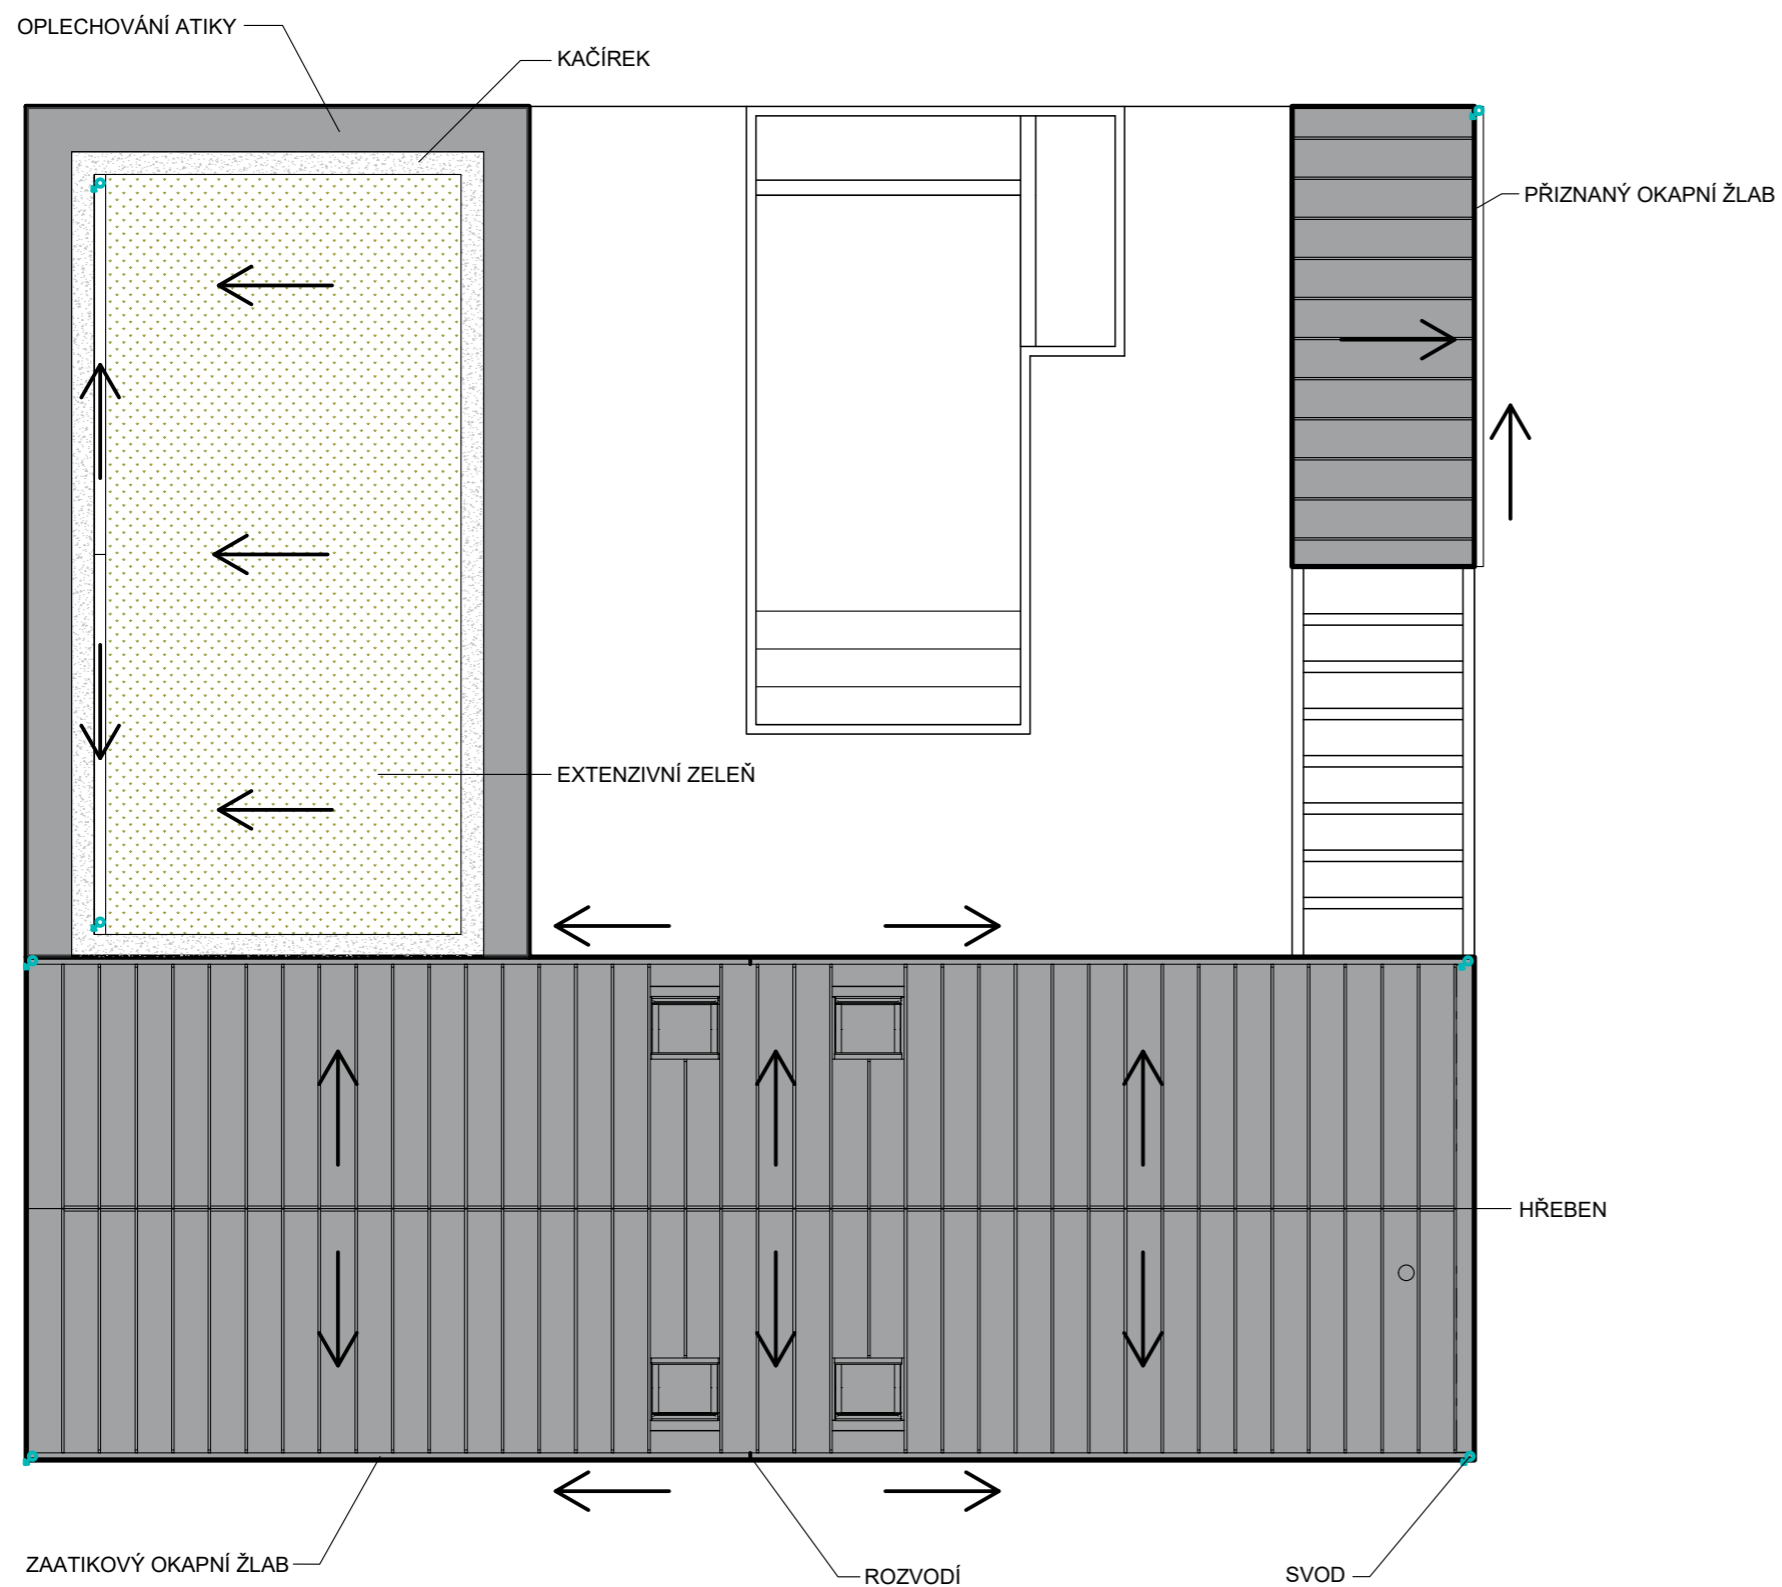 OPLECHOVÁNÍ ATIKY
KAČÍREK
PŘIZNANÝ OKAPNÍ ŽLAB
EXTENZIVNÍ ZELEŇ
HŘEBEN
ZAATIKOVÝ OKAPNÍ ŽLAB
ROZVODÍ
SVOD